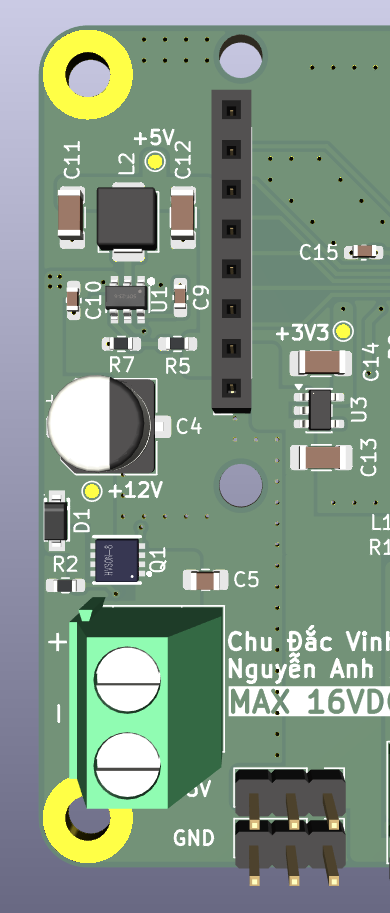 +5V
C11
L2
C12
C15
C10
U1
C9
+3V3
C14
R7
R5
U3
C4
C13
+12V
D1
Q1
R2
C5
+
-
Chu Đắc Vinh
Nguyễn Anh
MAX 16VD
5V
GND
L1
R1